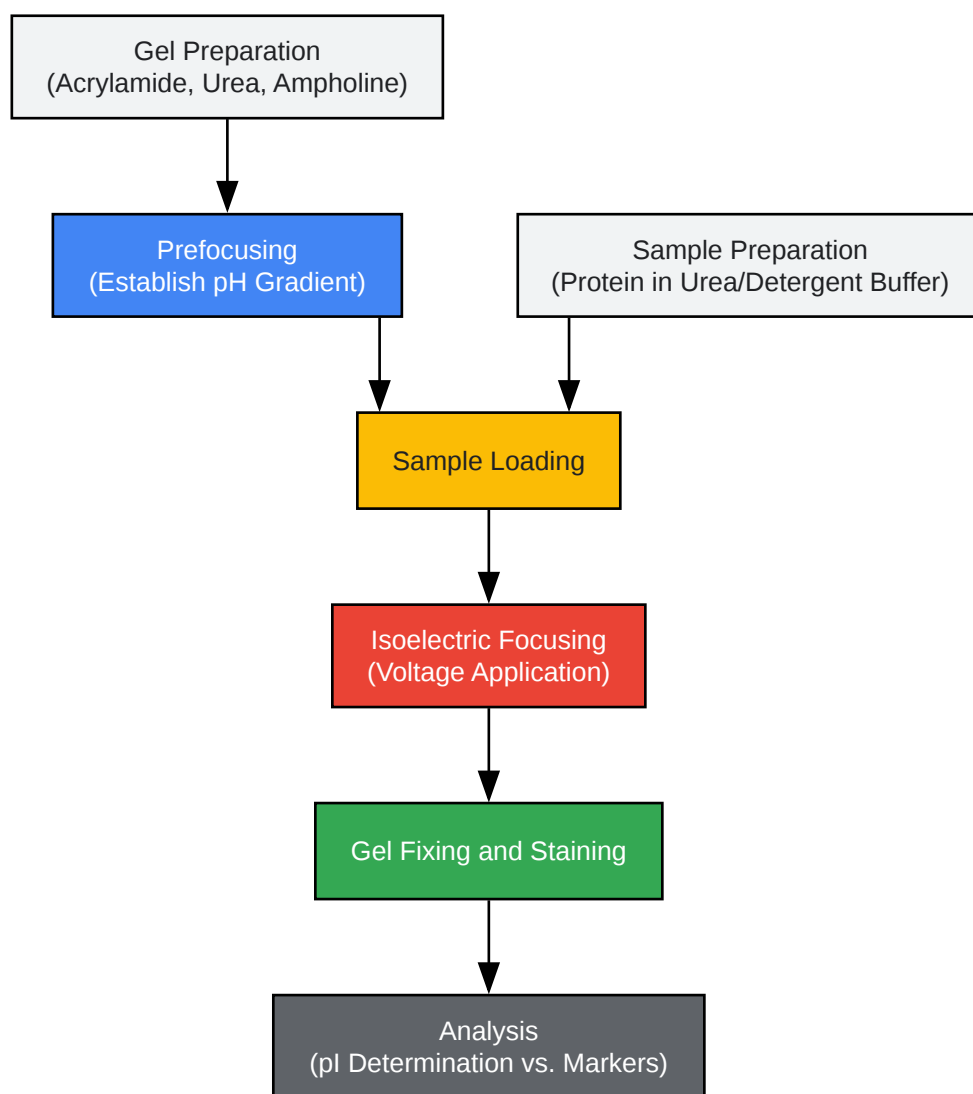 Gel Preparation
(Acrylamide, Urea, Ampholine)
Prefocusing
(Establish pH Gradient)
Sample Preparation
(Protein in Urea/Detergent Buffer)
Sample Loading
Isoelectric Focusing
(Voltage Application)
Gel Fixing and Staining
Analysis
(pI Determination vs. Markers)